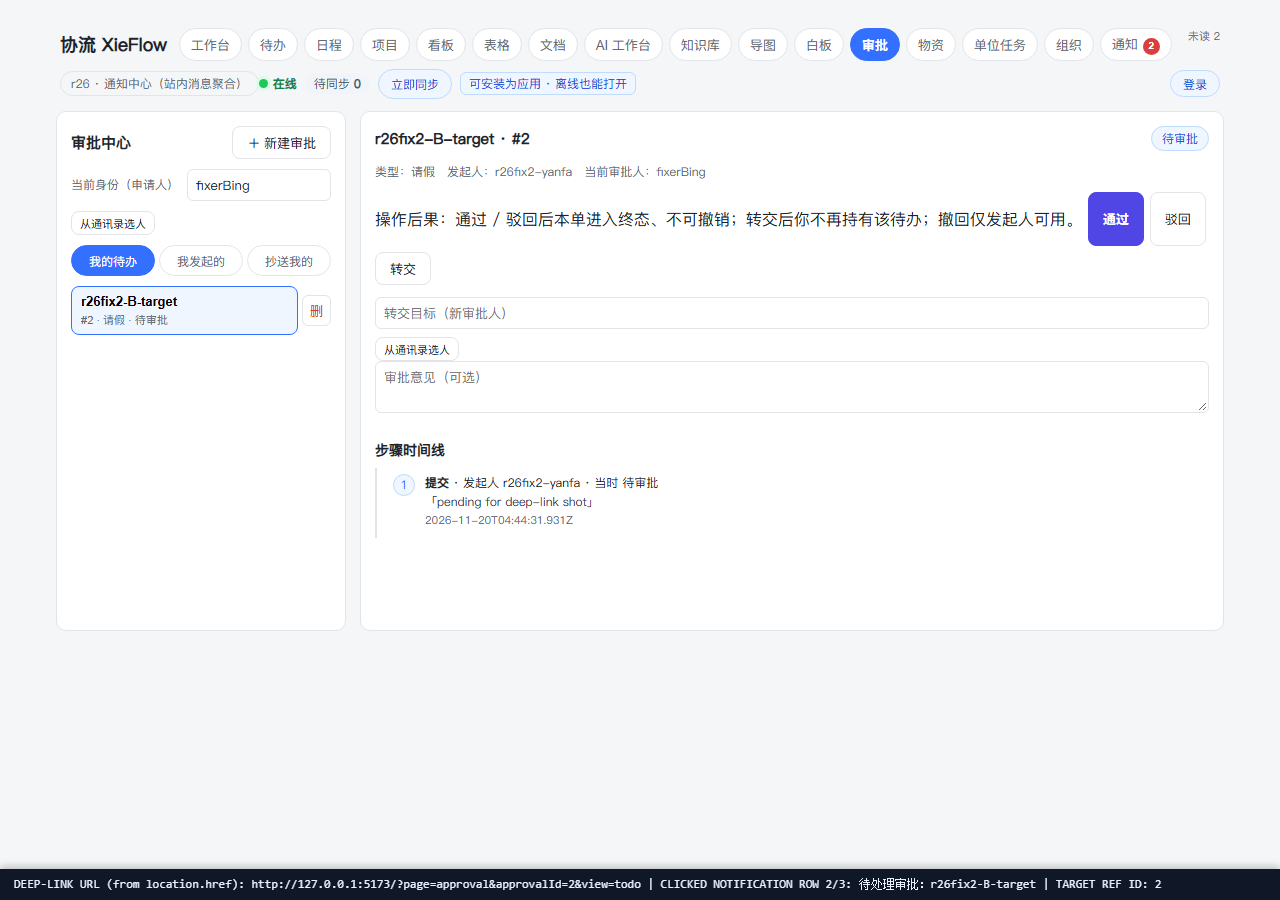 协流 XieFlow 工作台 待办 日程 项目 看板 表格 文档 AI 工作台 知识库 导图 白板 审批 物资 单位任务 组织 通知 2 未读 2
r26 · 通知中心（站内消息聚合） 在线 待同步 0 立即同步 可安装为应用 · 离线也能打开 登录
审批中心 ＋ 新建审批
当前身份（申请人） fixerBing
从通讯录选人
我的待办 我发起的 抄送我的
r26fix2-B-target
#2 · 请假 · 待审批 删
r26fix2-B-target · #2 待审批
类型：请假 发起人：r26fix2-yanfa 当前审批人：fixerBing
操作后果：通过 / 驳回后本单进入终态、不可撤销；转交后你不再持有该待办；撤回仅发起人可用。 通过 驳回
转交
转交目标（新审批人）
从通讯录选人
审批意见（可选）
步骤时间线
1 提交 · 发起人 r26fix2-yanfa · 当时 待审批
「pending for deep-link shot」
2026-11-20T04:44:31.931Z
DEEP-LINK URL (from location.href): http://127.0.0.1:5173/?page=approval&approvalId=2&view=todo | CLICKED NOTIFICATION ROW 2/3: 待处理审批：r26fix2-B-target | TARGET REF ID: 2